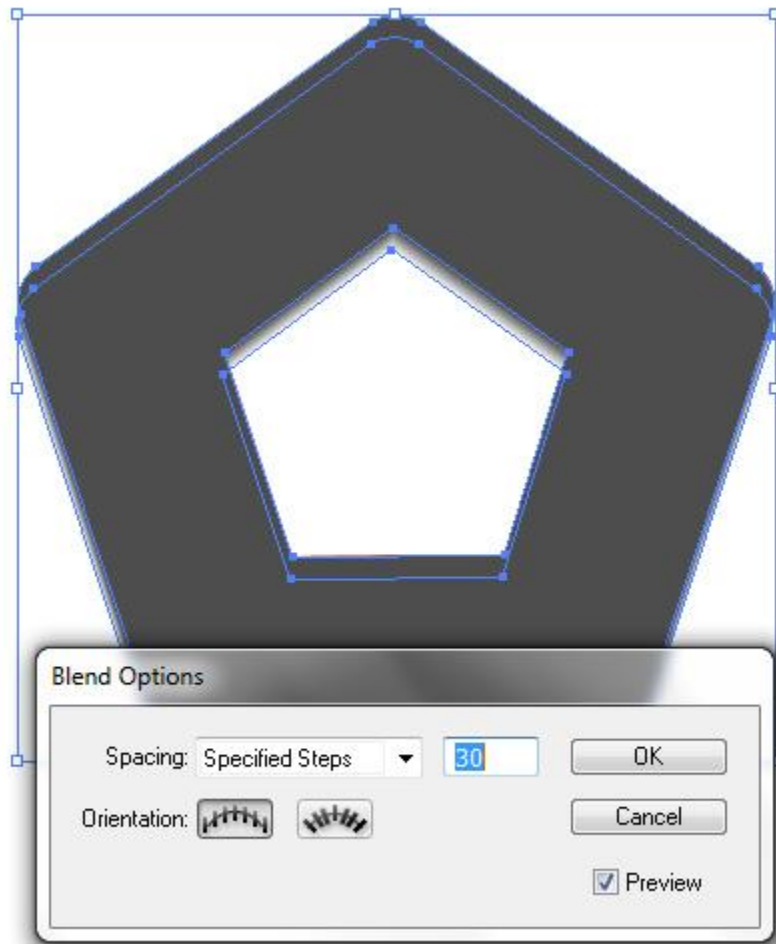 Blend Options
Spacing: Specified Steps 30 OK
Orientation: Cancel
Preview